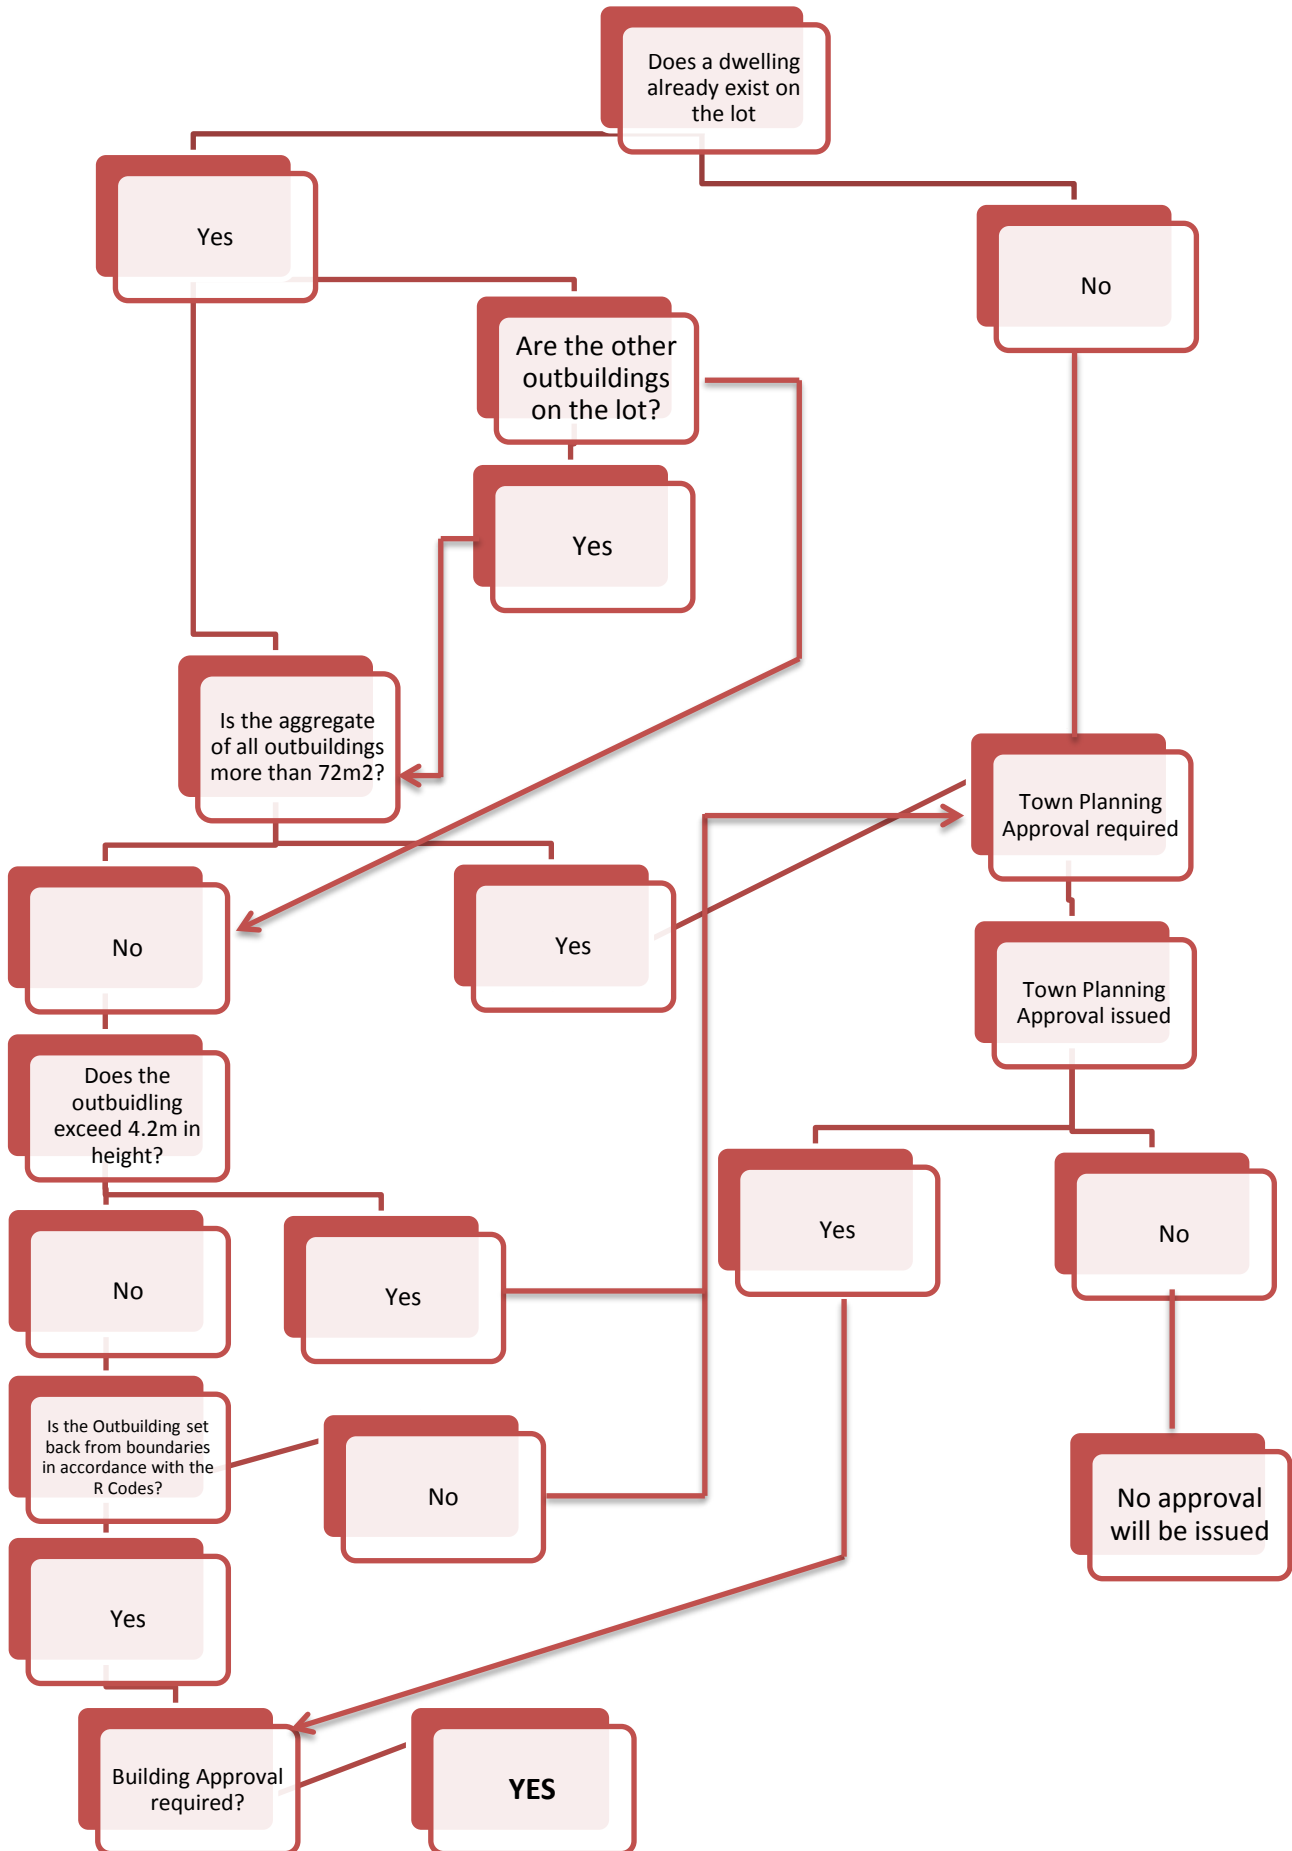 Does a dwelling
already exist on
the lot
Yes
No
Are the other
outbuildings
on the lot?
Yes
Is the aggregate
of all outbuildings
more than 72m2?
Town Planning
Approval required
No
Yes
Town Planning
Approval issued
Does the
outbuidling
exceed 4.2m in
height?
Yes
No
No
Yes
Is the Outbuilding set
back from boundaries
in accordance with the
R Codes?
No
No approval
will be issued
Yes
Building Approval
required?
YES